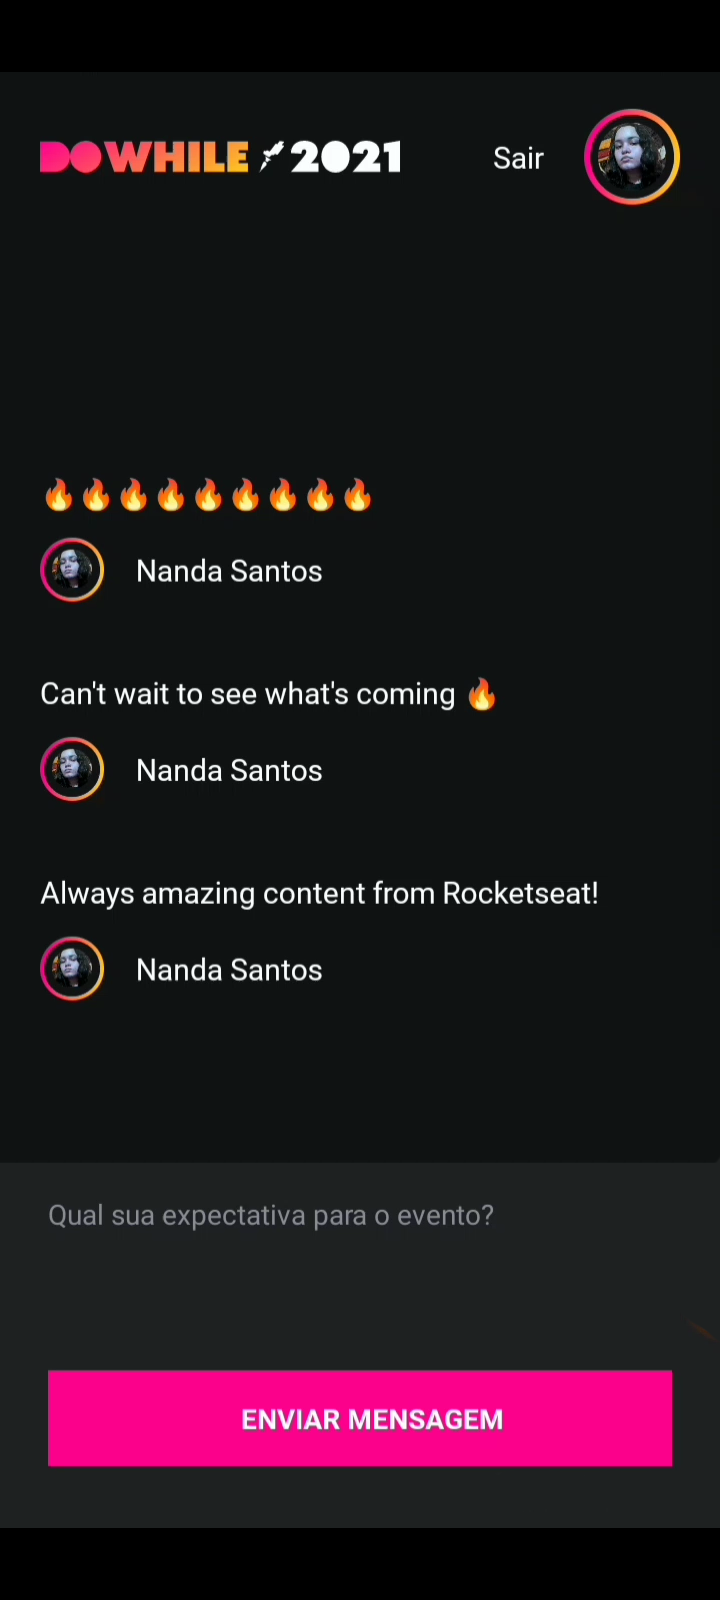 DOWHILE 2021
Sair
🔥🔥🔥🔥🔥🔥🔥🔥🔥
Nanda Santos
Can't wait to see what's coming 🔥
Nanda Santos
Always amazing content from Rocketseat!
Nanda Santos
Qual sua expectativa para o evento?
ENVIAR MENSAGEM